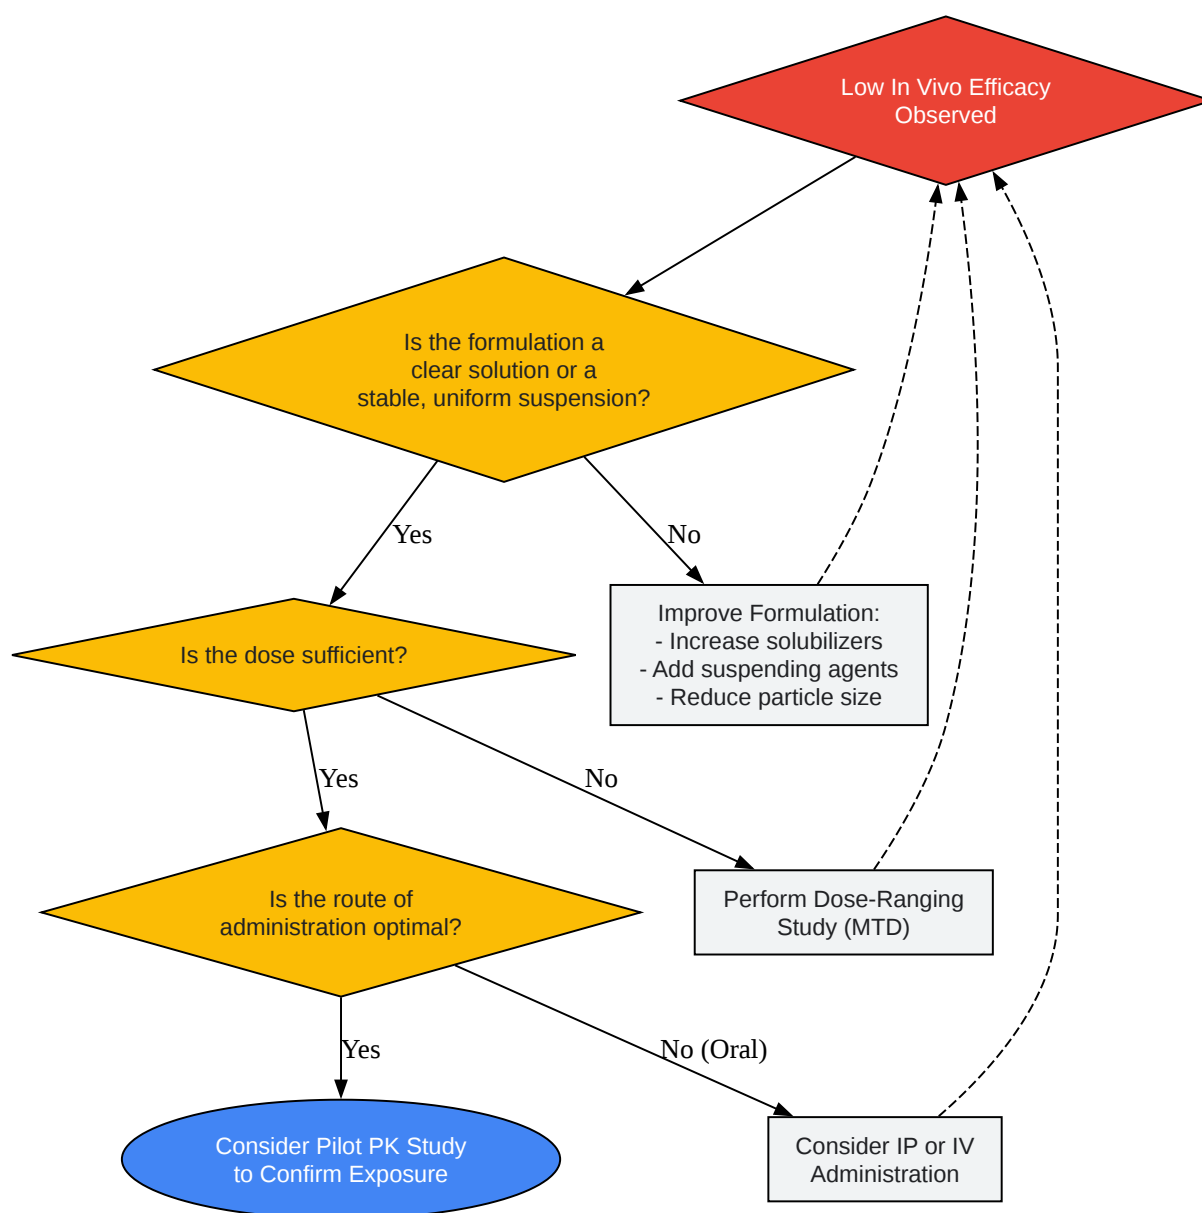 Low In Vivo Efficacy
Observed
Is the formulation a
clear solution or a
stable, uniform suspension?
Yes
No
Improve Formulation:
- Increase solubilizers
- Add suspending agents
- Reduce particle size
Is the dose sufficient?
Yes
No
Perform Dose-Ranging
Study (MTD)
Is the route of
administration optimal?
Yes
No (Oral)
Consider Pilot PK Study
to Confirm Exposure
Consider IP or IV
Administration